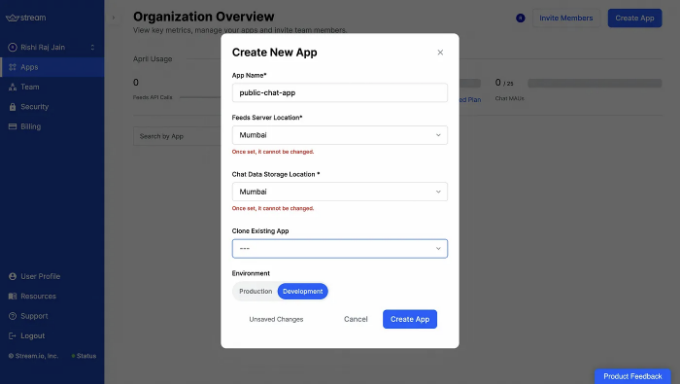 stream
Rishi Raj Jain
Apps
Team
Security
Billing
User Profile
Resources
Support
Logout
© Stream.io, Inc.
Status
Organization Overview
View key metrics, manage your apps and invite team members.
Invite Members
Create App
April Usage
0
Feeds API Data
0 / 25
Chat MAUs
Plan
Search by App
Create New App
App Name*
public-chat-app
Feeds Server Location*
Mumbai
Once set, it cannot be changed.
Chat Data Storage Location *
Mumbai
Once set, it cannot be changed.
Clone Existing App
---
Environment
Production
Development
Unsaved Changes
Cancel
Create App
Product Feedback